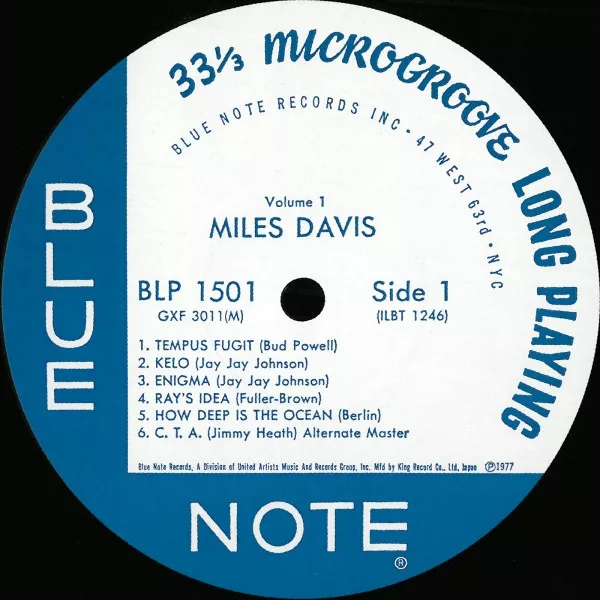 33⅓ MICROGROOVE LONG PLAYING
BLUE NOTE RECORDS INC • 47 WEST 63rd • NYC
Volume 1
MILES DAVIS
BLP 1501
Side 1
GXF 3011(M)
(ILBT 1246)
1. TEMPUS FUGIT (Bud Powell)
2. KELO (Jay Jay Johnson)
3. ENIGMA (Jay Jay Johnson)
4. RAY'S IDEA (Fuller-Brown)
5. HOW DEEP IS THE OCEAN (Berlin)
6. C. T. A. (Jimmy Heath) Alternate Master
Blue Note Records, A Division of United Artists Music And Records Group, Inc. Mfd by King Record Co., Ltd, Japan ℗1977
BLUE
NOTE®